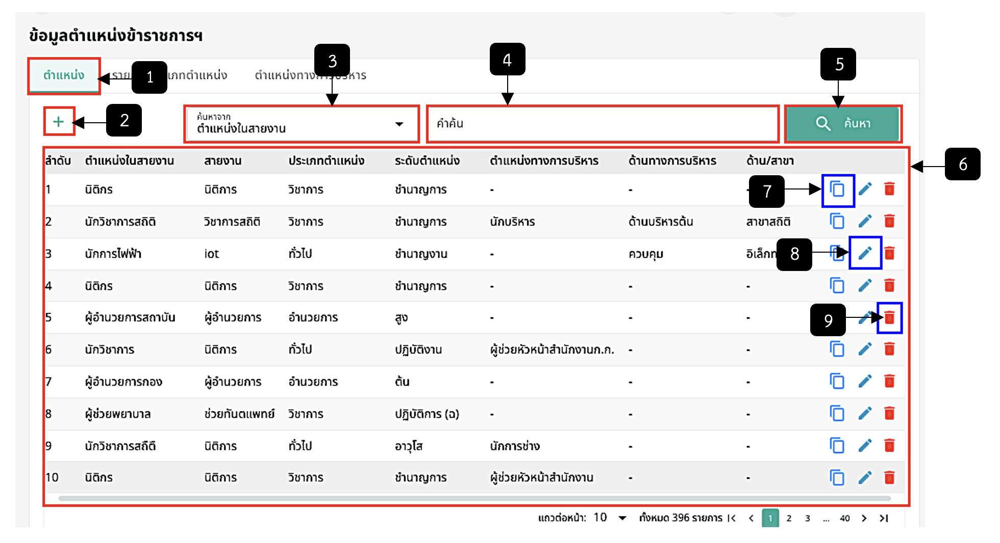 ข้อมูลตำแหน่งข้าราชการฯ
ตำแหน่ง 1 ตำแหน่ง
3
4
5
2
ค้นหาจาก
ตำแหน่งในสายงาน
คำค้น
ค้นหา
ลำดับ ตำแหน่งในสายงาน สายงาน ประเภทตำแหน่ง ระดับตำแหน่ง ตำแหน่งทางการบริหาร ด้านทางการบริหาร ด้าน/สาขา
6
1 นิติกร นิติการ วิชาการ ชำนาญการ - - - 7
2 นักวิชาการสถิติ วิชาการสถิติ วิชาการ ชำนาญการ นักบริหาร ด้านบริหารต้น สาขาสถิติ
3 นักการไฟฟ้า iot ทั่วไป ชำนาญงาน - ควบคุม 8
4 นิติกร นิติการ วิชาการ ชำนาญการ - - -
5 ผู้อำนวยการสถาบัน ผู้อำนวยการ อำนวยการ สูง - - - 9
6 นักวิชาการ นิติการ ทั่วไป ปฏิบัติงาน ผู้ช่วยหัวหน้าสำนักงานก.ก. - -
7 ผู้อำนวยการกอง ผู้อำนวยการ อำนวยการ ต้น - - -
8 ผู้ช่วยพยาบาล ช่วยทันตแพทย์ วิชาการ ปฏิบัติการ (ฉ) - - -
9 นักวิชาการสถืตื นิติการ ทั่วไป อาวุโส นักการช่าง - -
10 นิติกร นิติการ วิชาการ ชำนาญการ ผู้ช่วยหัวหน้าสำนักงาน - -
แถวต่อหน้า: 10 ทั้งหมด 396 รายการ |< < 1 2 3 ... 40 > >|